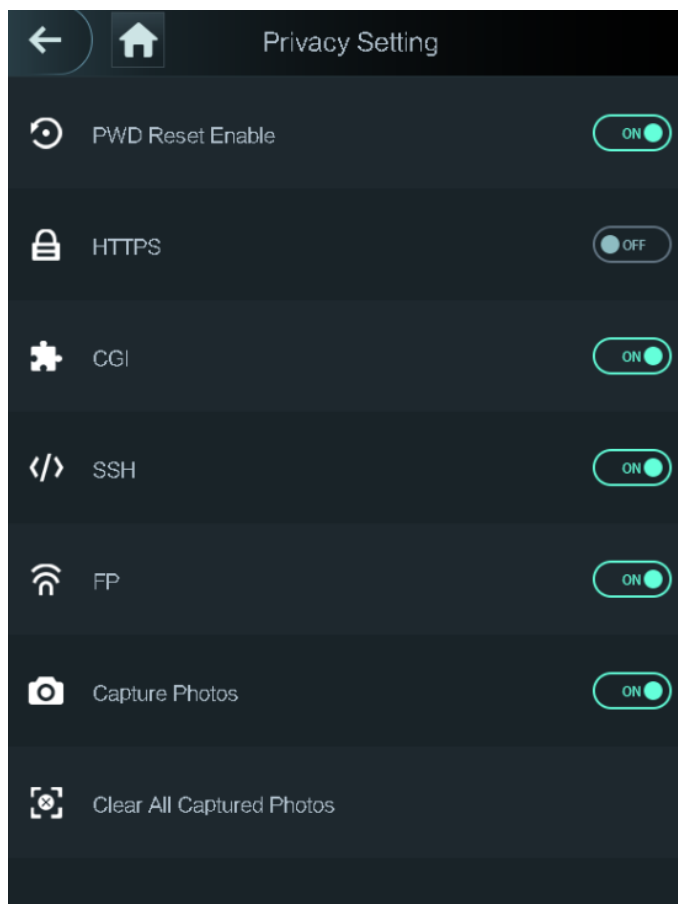 Privacy Setting
PWD Reset Enable ON
HTTPS OFF
CGI ON
SSH ON
FP ON
Capture Photos ON
Clear All Captured Photos